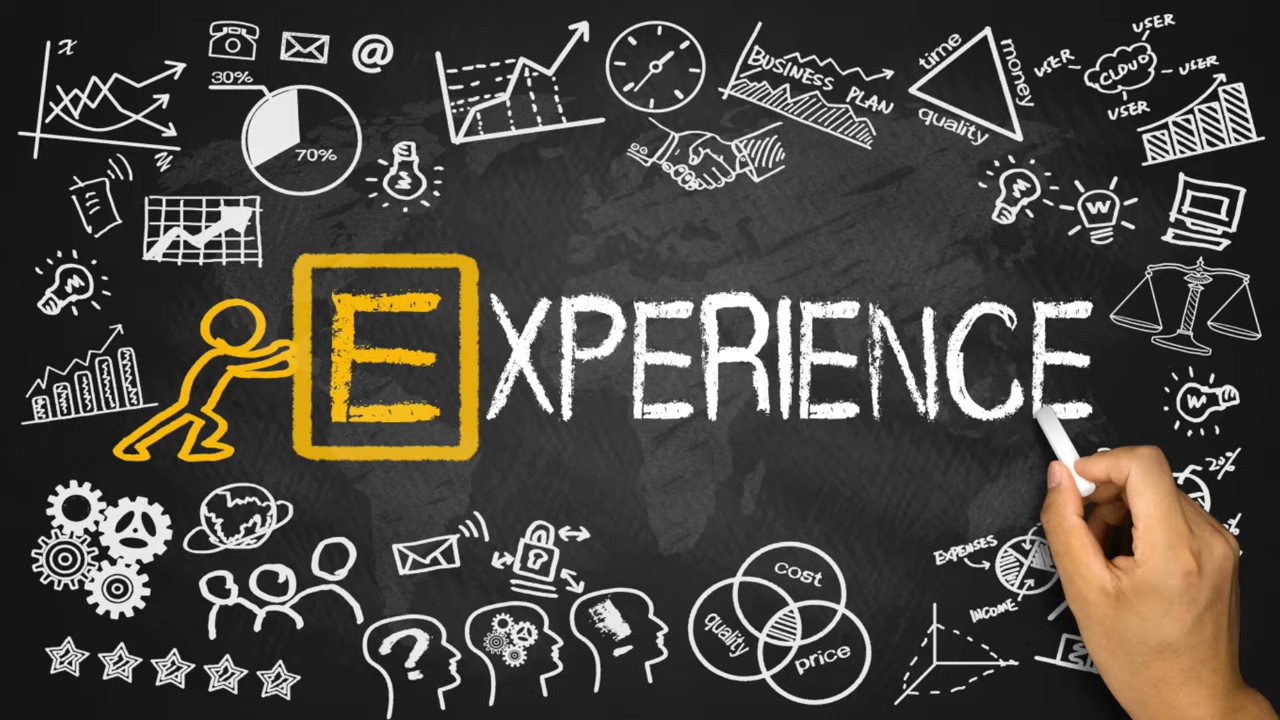 x
@
30%
70%
BUSINESS PLAN
time
money
quality
USER
USER
CLOUD
USER
USER
EXPERIENCE
20%
EXPENSES
INCOME
?
cost
quality
price